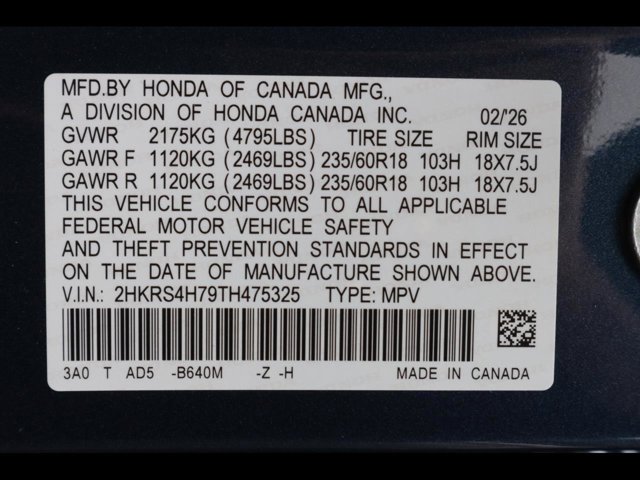 MFD.BY HONDA OF CANADA MFG.,
A DIVISION OF HONDA CANADA INC. 02/'26
GVWR 2175KG (4795LBS) TIRE SIZE RIM SIZE
GAWR F 1120KG (2469LBS) 235/60R18 103H 18X7.5J
GAWR R 1120KG (2469LBS) 235/60R18 103H 18X7.5J
THIS VEHICLE CONFORMS TO ALL APPLICABLE
FEDERAL MOTOR VEHICLE SAFETY
AND THEFT PREVENTION STANDARDS IN EFFECT
ON THE DATE OF MANUFACTURE SHOWN ABOVE.
V.I.N.: 2HKRS4H79TH475325 TYPE: MPV
3A0 T AD5 -B640M -Z -H MADE IN CANADA